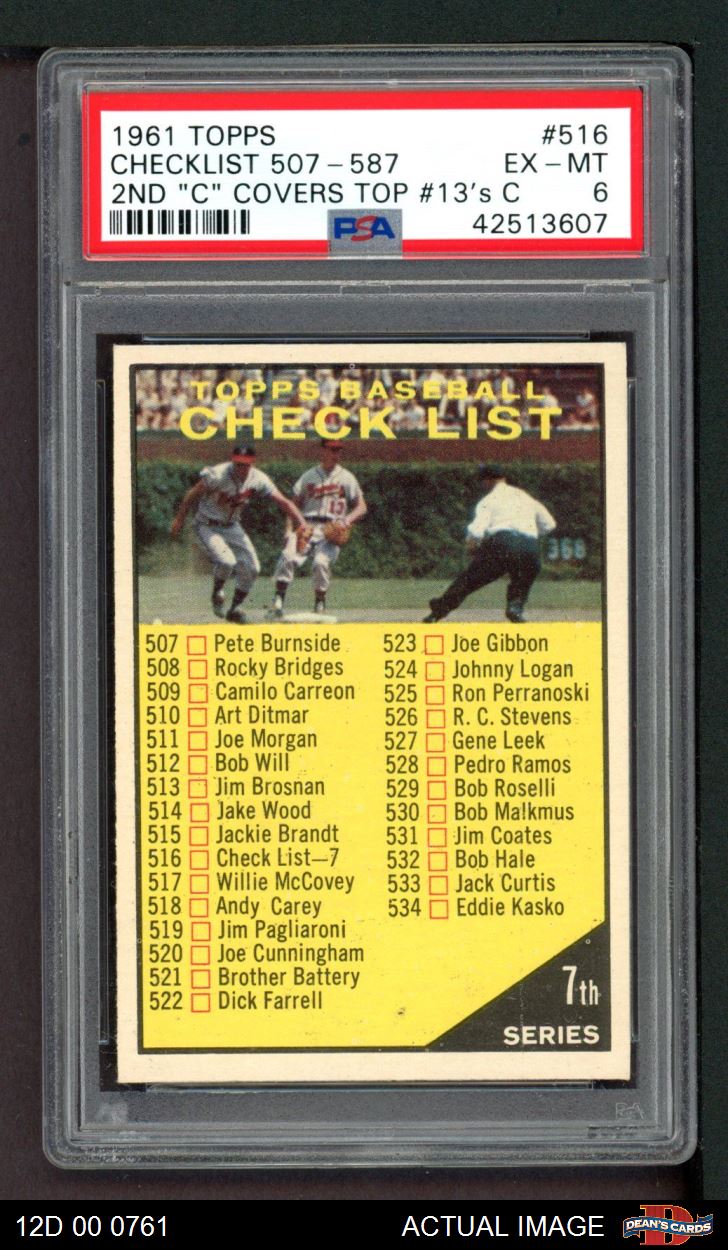 1961 TOPPS #516
CHECKLIST 507 – 587 EX – MT
2ND "C" COVERS TOP #13's C 6
PSA 42513607
TOPPS BASEBALL
CHECK LIST
13
368
507 Pete Burnside
508 Rocky Bridges
509 Camilo Carreon
510 Art Ditmar
511 Joe Morgan
512 Bob Will
513 Jim Brosnan
514 Jake Wood
515 Jackie Brandt
516 Check List—7
517 Willie McCovey
518 Andy Carey
519 Jim Pagliaroni
520 Joe Cunningham
521 Brother Battery
522 Dick Farrell
523 Joe Gibbon
524 Johnny Logan
525 Ron Perranoski
526 R. C. Stevens
527 Gene Leek
528 Pedro Ramos
529 Bob Roselli
530 Bob Malkmus
531 Jim Coates
532 Bob Hale
533 Jack Curtis
534 Eddie Kasko
7th
SERIES
PSA
12D 00 0761 ACTUAL IMAGE DEAN'S CARDS